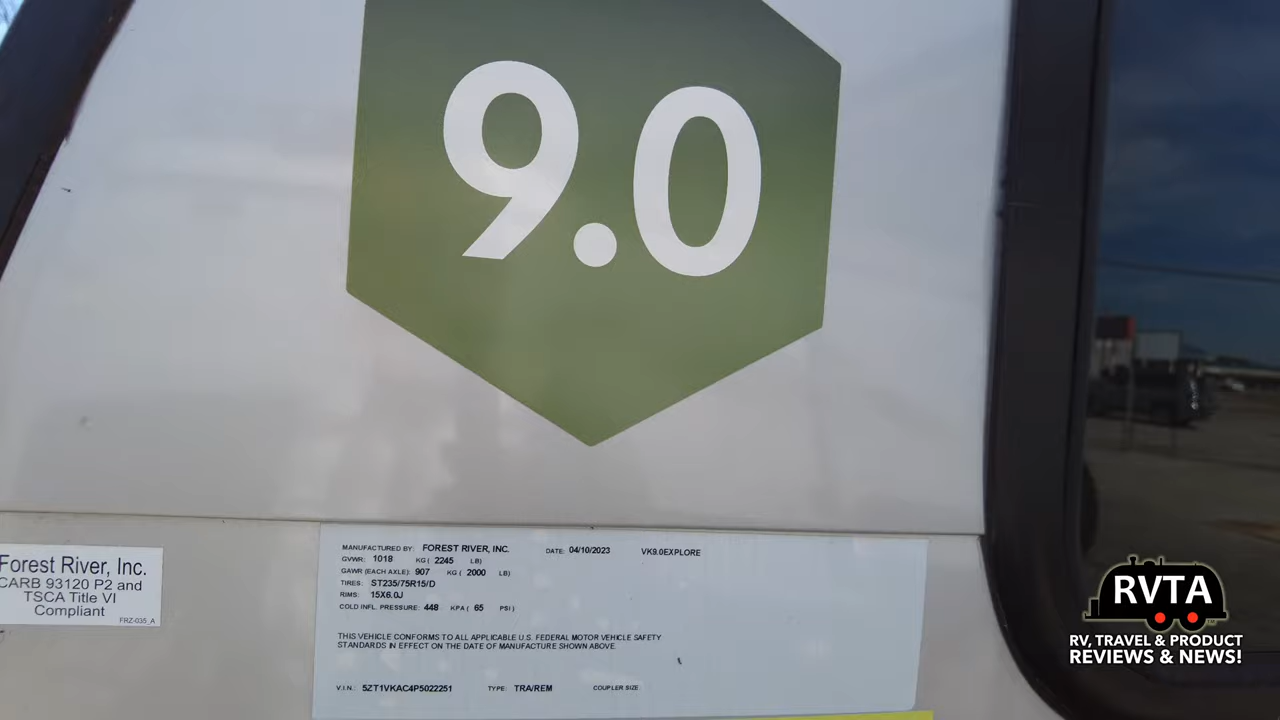 9.0
Forest River, Inc.
CARB 93120 P2 and
TSCA Title VI
Compliant
FRZ-035_A
MANUFACTURED BY: FOREST RIVER, INC. DATE: 04/10/2023 VK9.0EXPLORE
GVWR: 1018 KG ( 2245 LB)
GAWR (EACH AXLE): 907 KG ( 2000 LB)
TIRES: ST235/75R15/D
RIMS: 15X6.0J
COLD INFL. PRESSURE: 448 KPA ( 65 PSI )
THIS VEHICLE CONFORMS TO ALL APPLICABLE U.S. FEDERAL MOTOR VEHICLE SAFETY
STANDARDS IN EFFECT ON THE DATE OF MANUFACTURE SHOWN ABOVE.
V.I.N.: 5ZT1VKAC4P5022251 TYPE: TRA/REM COUPLER SIZE:
RVTA
RV, TRAVEL & PRODUCT
REVIEWS & NEWS!